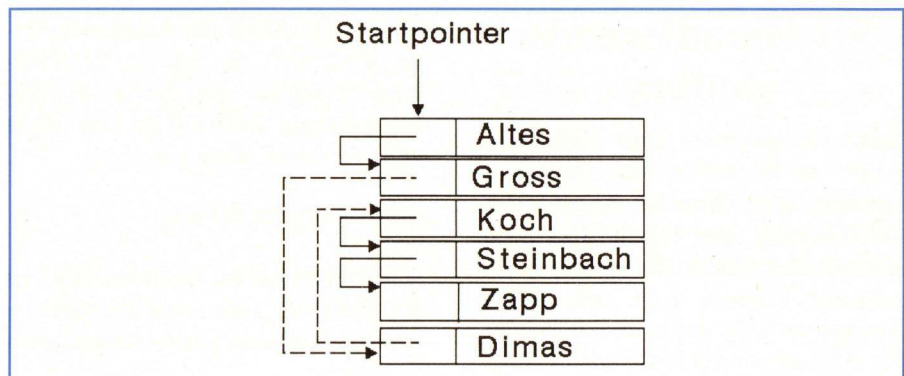 Startpointer
Altes
Gross
Koch
Steinbach
Zapp
Dimas